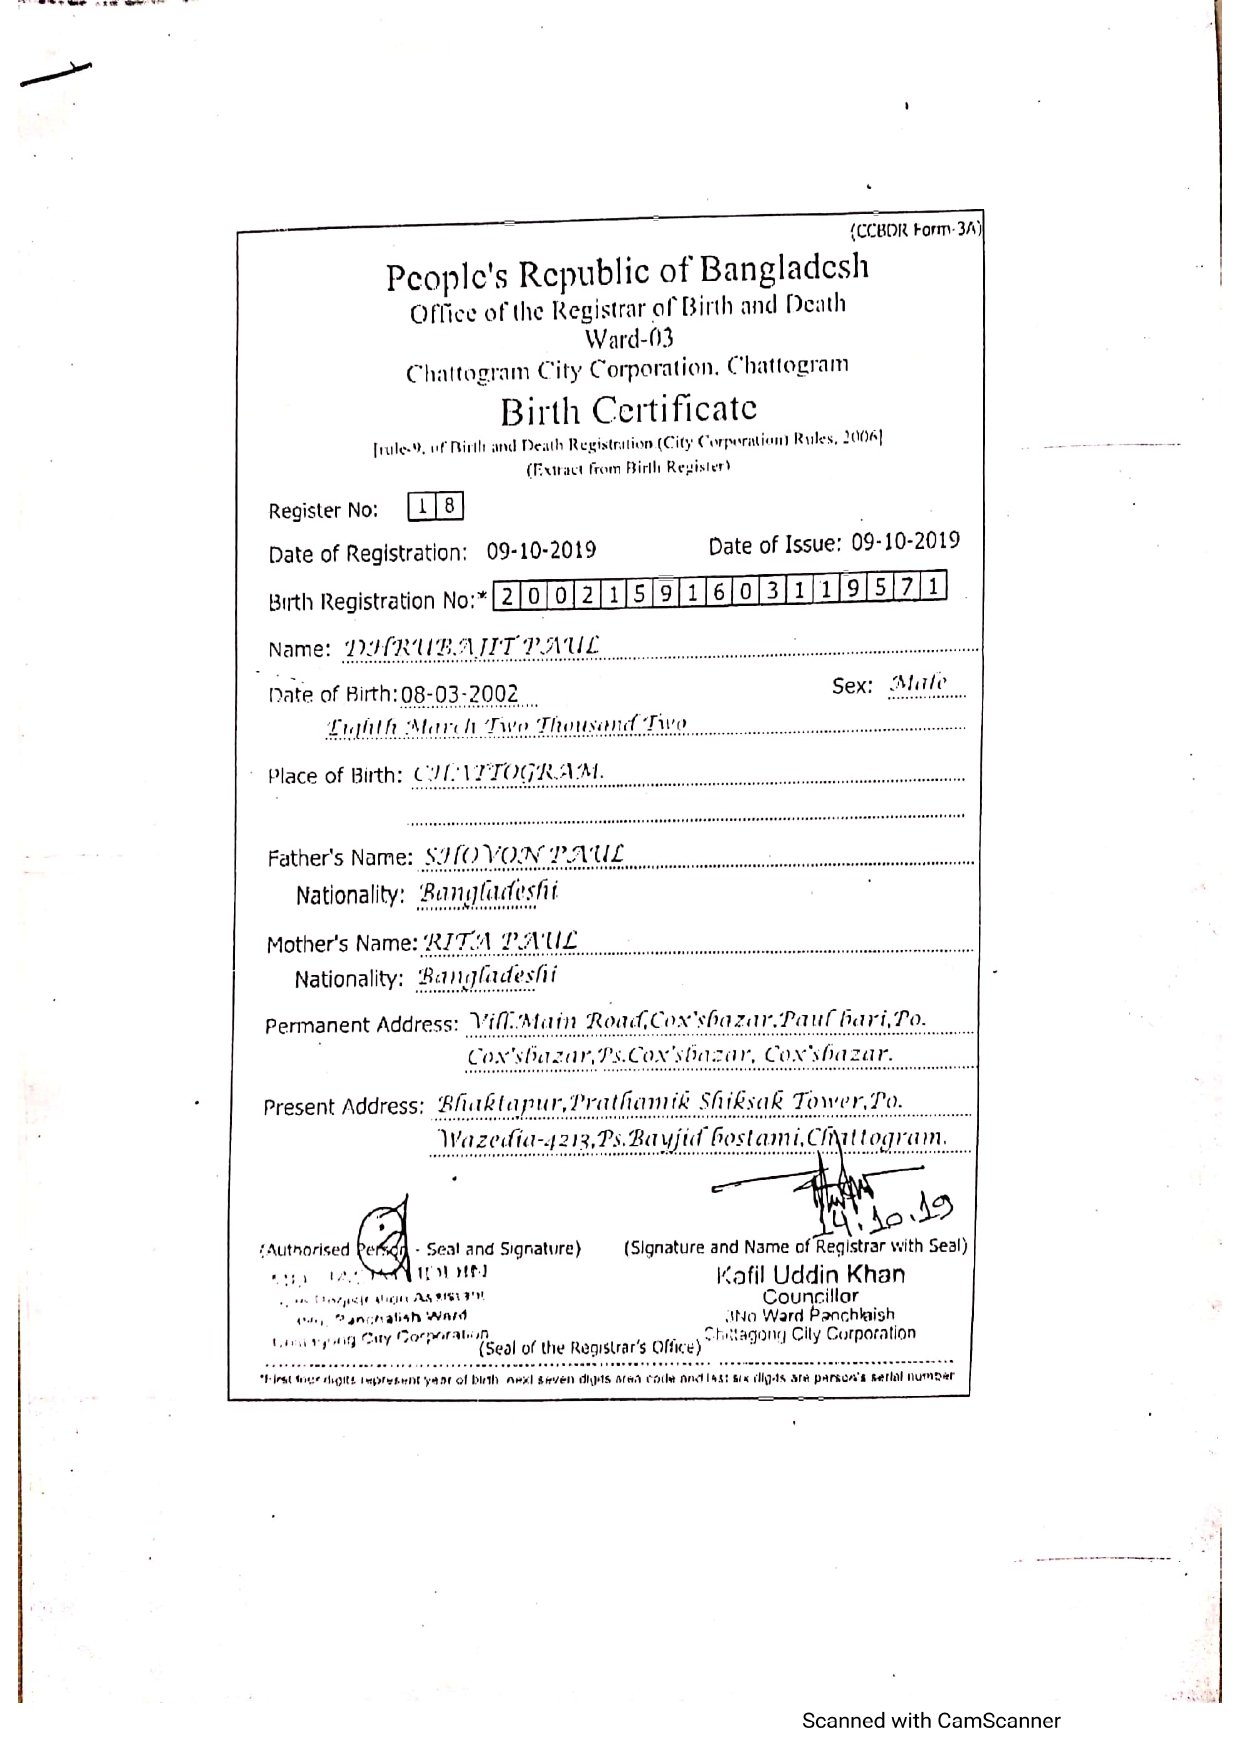 (CCBDR Form-3A)
People's Republic of Bangladesh
Office of the Registrar of Birth and Death
Ward-03
Chattogram City Corporation, Chattogram
Birth Certificate
[rule-9, of Birth and Death Registration (City Corporation) Rules, 2006]
(Extract from Birth Register)
Register No: 18
Date of Registration: 09-10-2019 Date of Issue: 09-10-2019
Birth Registration No:* 20021591603119571
Name: DHRUBAJIT PAUL
Date of Birth: 08-03-2002 Sex: Male
Eighth March Two Thousand Two
Place of Birth: CHATTOGRAM.
Father's Name: SHOVON PAUL
Nationality: Bangladeshi
Mother's Name: RITA PAUL
Nationality: Bangladeshi
Permanent Address: Vill.Main Road,Cox'sbazar,Paul bari,Po.
Cox'sbazar,Ps.Cox'sbazar, Cox'sbazar.
Present Address: Bhaktapur,Prathamik Shiksak Tower,Po.
Wazedia-4213,Ps.Bayjid bostami,Chattogram.
14.10.19
(Authorised Person - Seal and Signature) (Signature and Name of Registrar with Seal)
Kofil Uddin Khan
Assistant Councillor
Panchalish Ward 3No Ward Panchlaish
City Corporation Chittagong City Corporation
(Seal of the Registrar's Office)
*First four digits represent year of birth next seven digits area code and last six digits are person's serial number
Scanned with CamScanner